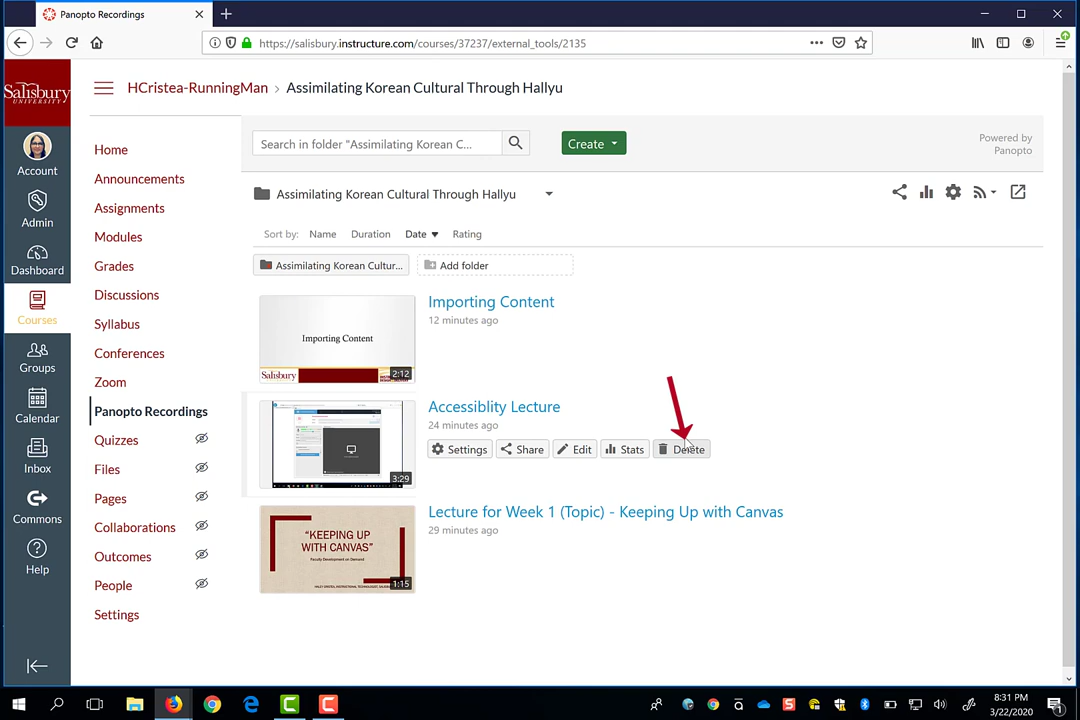 Panopto Recordings
https://salisbury.instructure.com/courses/37237/external_tools/2135
Salisbury
UNIVERSITY
HCristea-RunningMan › Assimilating Korean Cultural Through Hallyu
Account
Admin
Dashboard
Courses
Groups
Calendar
Inbox
Commons
Help
Home
Announcements
Assignments
Modules
Grades
Discussions
Syllabus
Conferences
Zoom
Panopto Recordings
Quizzes
Files
Pages
Collaborations
Outcomes
People
Settings
Search in folder "Assimilating Korean C...
Create
Powered by
Panopto
Assimilating Korean Cultural Through Hallyu
Sort by: Name Duration Date Rating
Assimilating Korean Cultur... Add folder
Importing Content
Salisbury
2:12
Importing Content
12 minutes ago
3:29
Accessiblity Lecture
24 minutes ago
Settings Share Edit Stats Delete
"KEEPING UP
WITH CANVAS"
Faculty Development on Demand
1:15
Lecture for Week 1 (Topic) - Keeping Up with Canvas
29 minutes ago
8:31 PM
3/22/2020